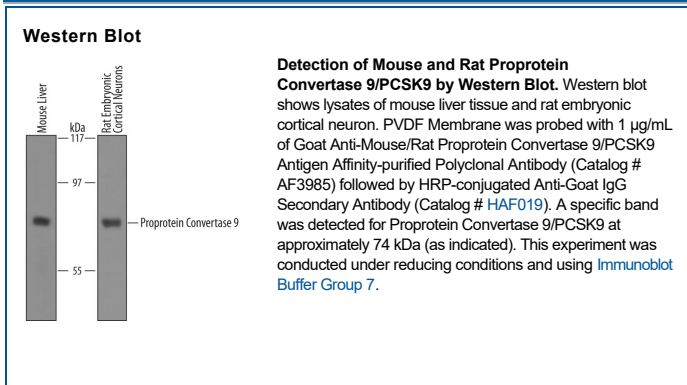 Western Blot
Mouse Liver
kDa
Rat Embryonic
Cortical Neurons
117
97
Proprotein Convertase 9
55
Detection of Mouse and Rat Proprotein
Convertase 9/PCSK9 by Western Blot. Western blot
shows lysates of mouse liver tissue and rat embryonic
cortical neuron. PVDF Membrane was probed with 1 µg/mL
of Goat Anti-Mouse/Rat Proprotein Convertase 9/PCSK9
Antigen Affinity-purified Polyclonal Antibody (Catalog #
AF3985) followed by HRP-conjugated Anti-Goat IgG
Secondary Antibody (Catalog # HAF019). A specific band
was detected for Proprotein Convertase 9/PCSK9 at
approximately 74 kDa (as indicated). This experiment was
conducted under reducing conditions and using Immunoblot
Buffer Group 7.